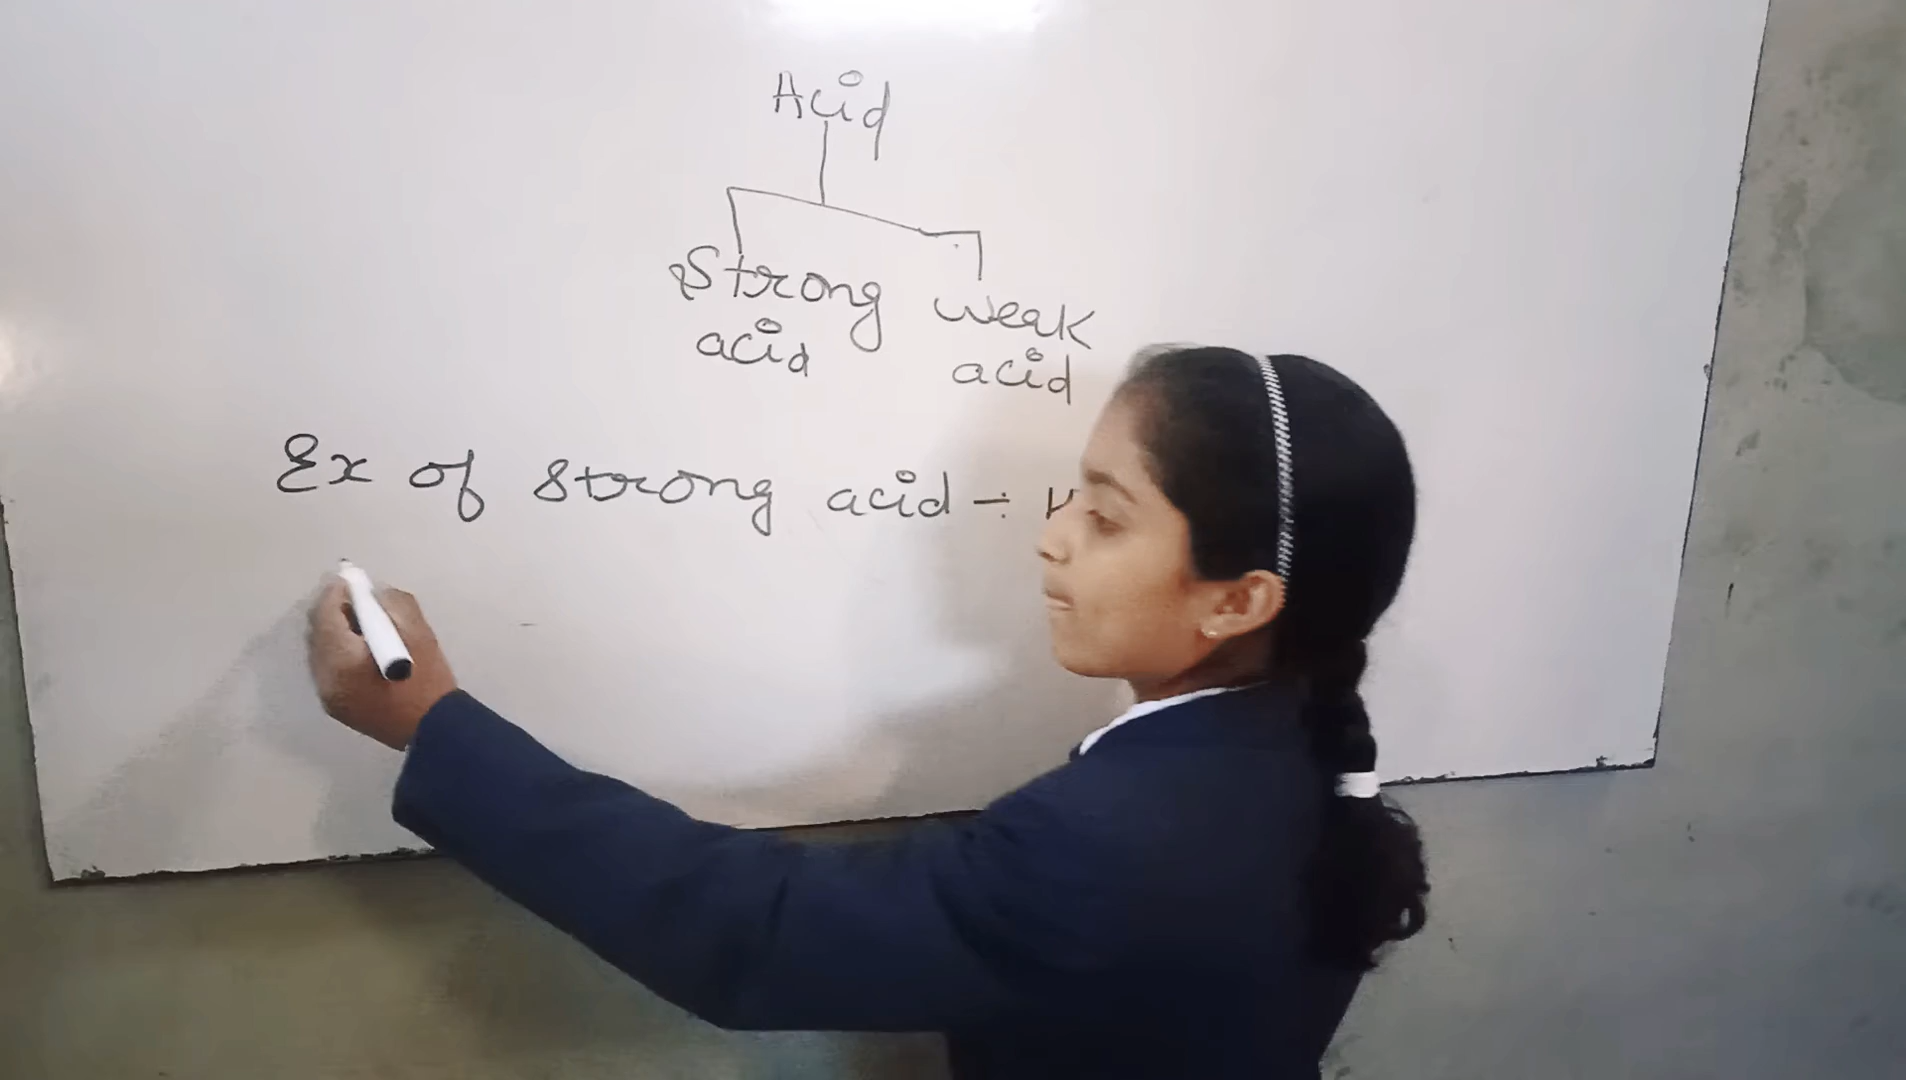 Acid
Strong weak
acid acid
Ex of strong acid ÷